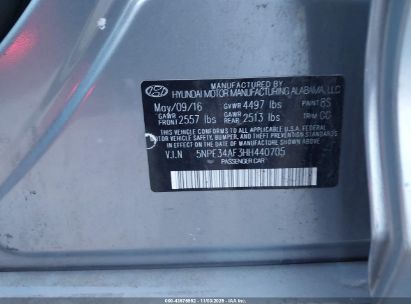 MANUFACTURED BY
HYUNDAI MOTOR MANUFACTURING ALABAMA, LLC
May/09/16 GVWR 4497 lbs PAINT 8S
GAWR FRONT 2557 lbs GAWR REAR 2513 lbs TRIM GC
THIS VEHICLE CONFORMS TO ALL APPLICABLE
FEDERAL MOTOR VEHICLE SAFETY, BUMPER, AND
THEFT PREVENTION STANDARDS IN EFFECT ON
THE DATE OF MANUFACTURE SHOWN ABOVE.
V.I.N 5NPE34AF3HH440705
PASSENGER CAR